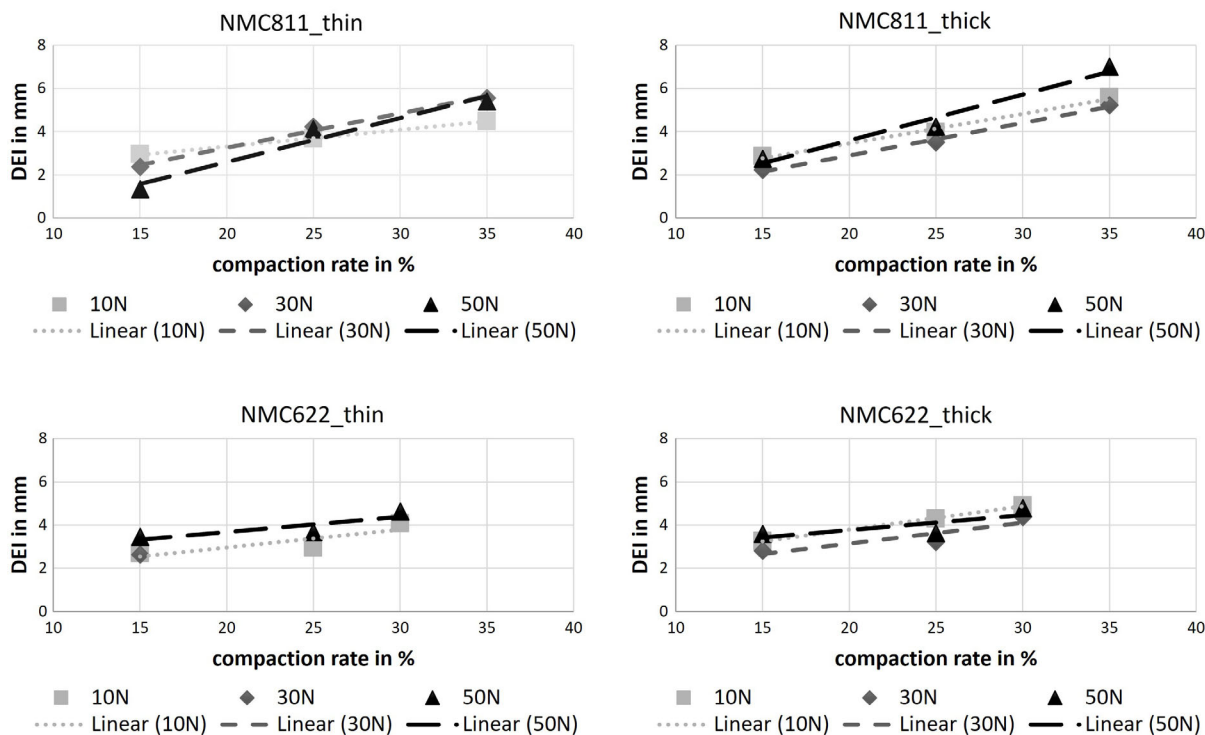 NMC811_thin
8
6
4
2
0
DEI in mm
10 15 20 25 30 35 40
compaction rate in %
10N 30N 50N
Linear (10N) Linear (30N) Linear (50N)
NMC811_thick
8
6
4
2
0
DEI in mm
10 15 20 25 30 35 40
compaction rate in %
10N 30N 50N
Linear (10N) Linear (30N) Linear (50N)
NMC622_thin
8
6
4
2
0
DEI in mm
10 15 20 25 30 35 40
compaction rate in %
10N 30N 50N
Linear (10N) Linear (30N) Linear (50N)
NMC622_thick
8
6
4
2
0
DEI in mm
10 15 20 25 30 35 40
compaction rate in %
10N 30N 50N
Linear (10N) Linear (30N) Linear (50N)